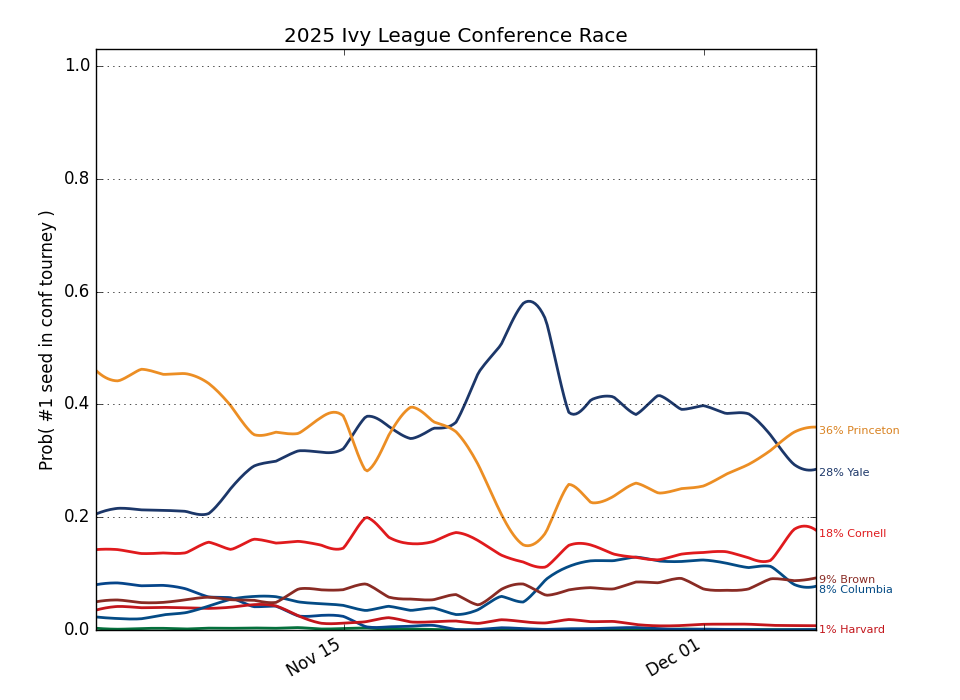 2025 Ivy League Conference Race
Prob( #1 seed in conf tourney )
1.0
0.8
0.6
0.4
0.2
0.0
Nov 15
Dec 01
36% Princeton
28% Yale
18% Cornell
9% Brown
8% Columbia
1% Harvard